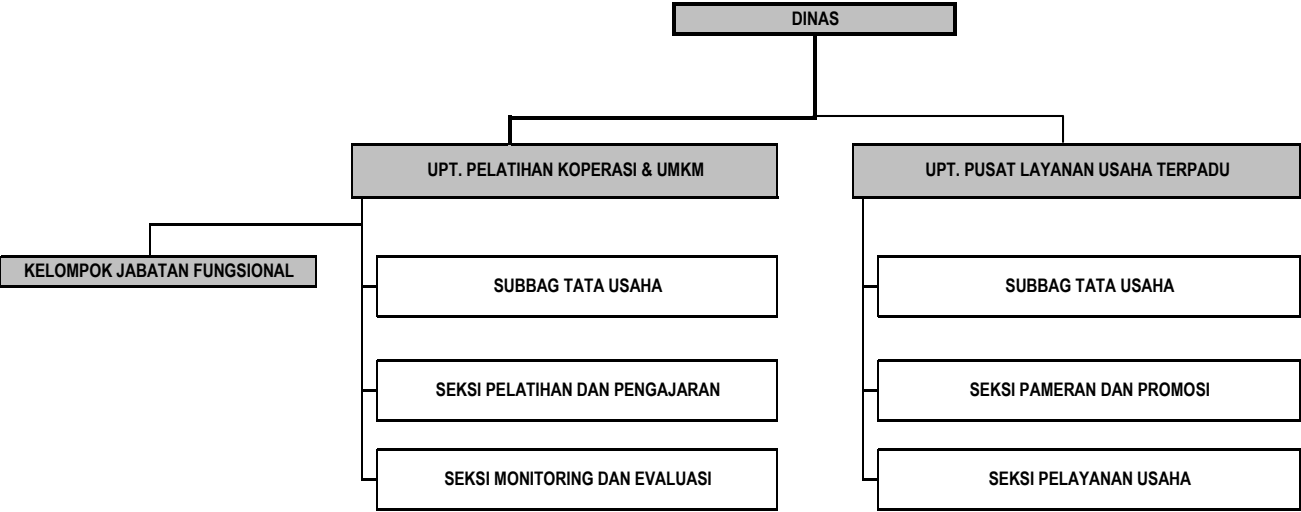 DINAS
UPT. PELATIHAN KOPERASI & UMKM
UPT. PUSAT LAYANAN USAHA TERPADU
KELOMPOK JABATAN FUNGSIONAL
SUBBAG TATA USAHA
SUBBAG TATA USAHA
SEKSI PELATIHAN DAN PENGAJARAN
SEKSI PAMERAN DAN PROMOSI
SEKSI MONITORING DAN EVALUASI
SEKSI PELAYANAN USAHA